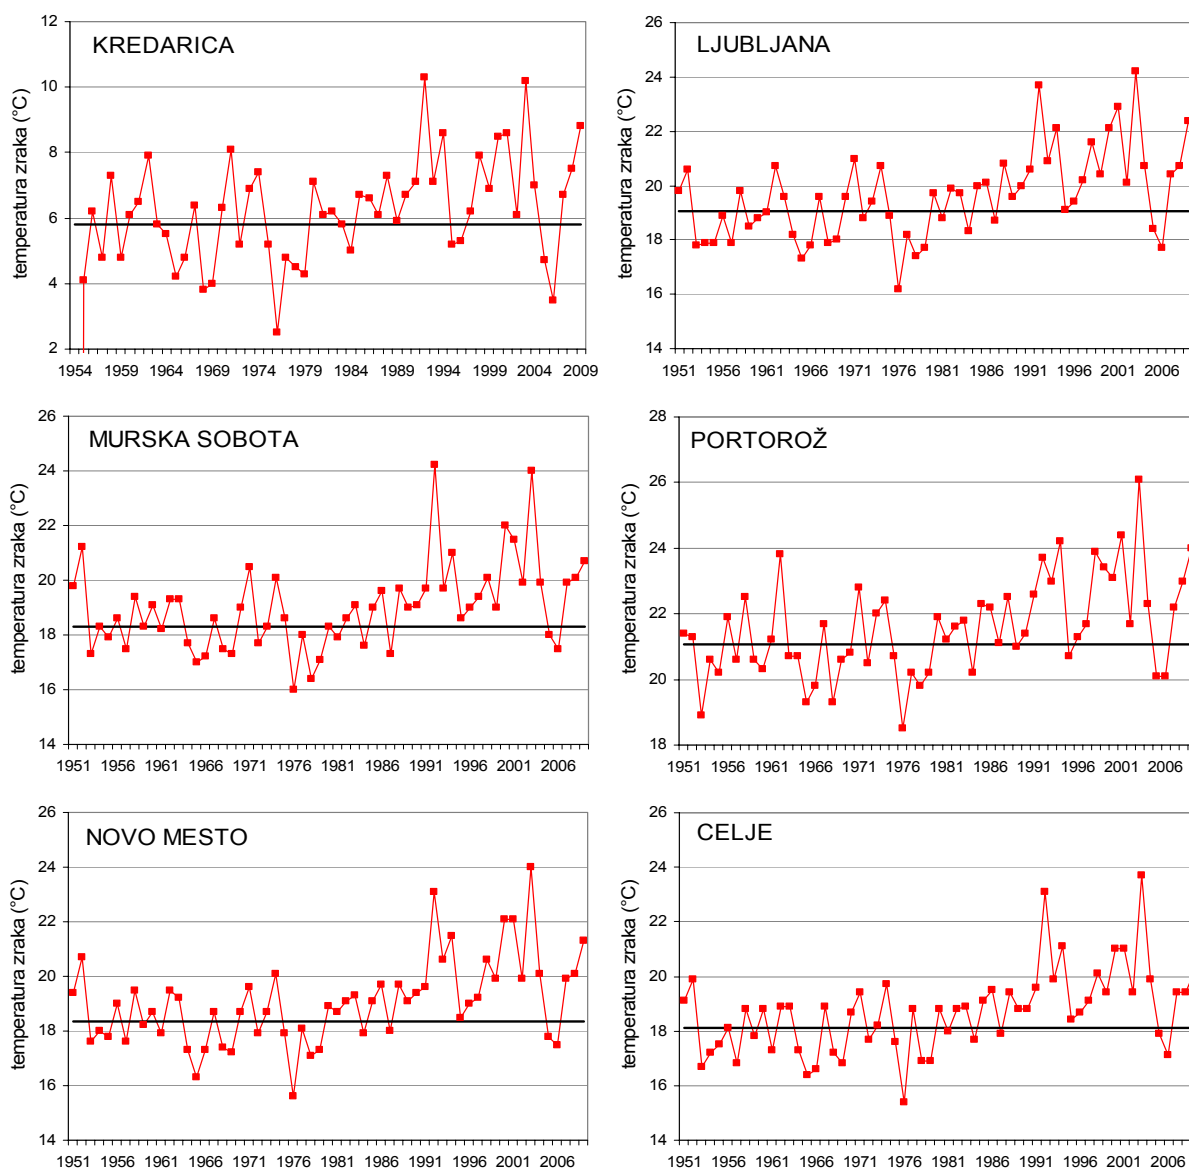 KREDARICA
temperatura zraka (°C)
12
10
8
6
4
2
1954 1959 1964 1969 1974 1979 1984 1989 1994 1999 2004 2009
LJUBLJANA
temperatura zraka (°C)
26
24
22
20
18
16
14
1951 1956 1961 1966 1971 1976 1981 1986 1991 1996 2001 2006
MURSKA SOBOTA
temperatura zraka (°C)
26
24
22
20
18
16
14
1951 1956 1961 1966 1971 1976 1981 1986 1991 1996 2001 2006
PORTOROŽ
temperatura zraka (°C)
28
26
24
22
20
18
1951 1956 1961 1966 1971 1976 1981 1986 1991 1996 2001 2006
NOVO MESTO
temperatura zraka (°C)
26
24
22
20
18
16
14
1951 1956 1961 1966 1971 1976 1981 1986 1991 1996 2001 2006
CELJE
temperatura zraka (°C)
26
24
22
20
18
16
14
1951 1956 1961 1966 1971 1976 1981 1986 1991 1996 2001 2006